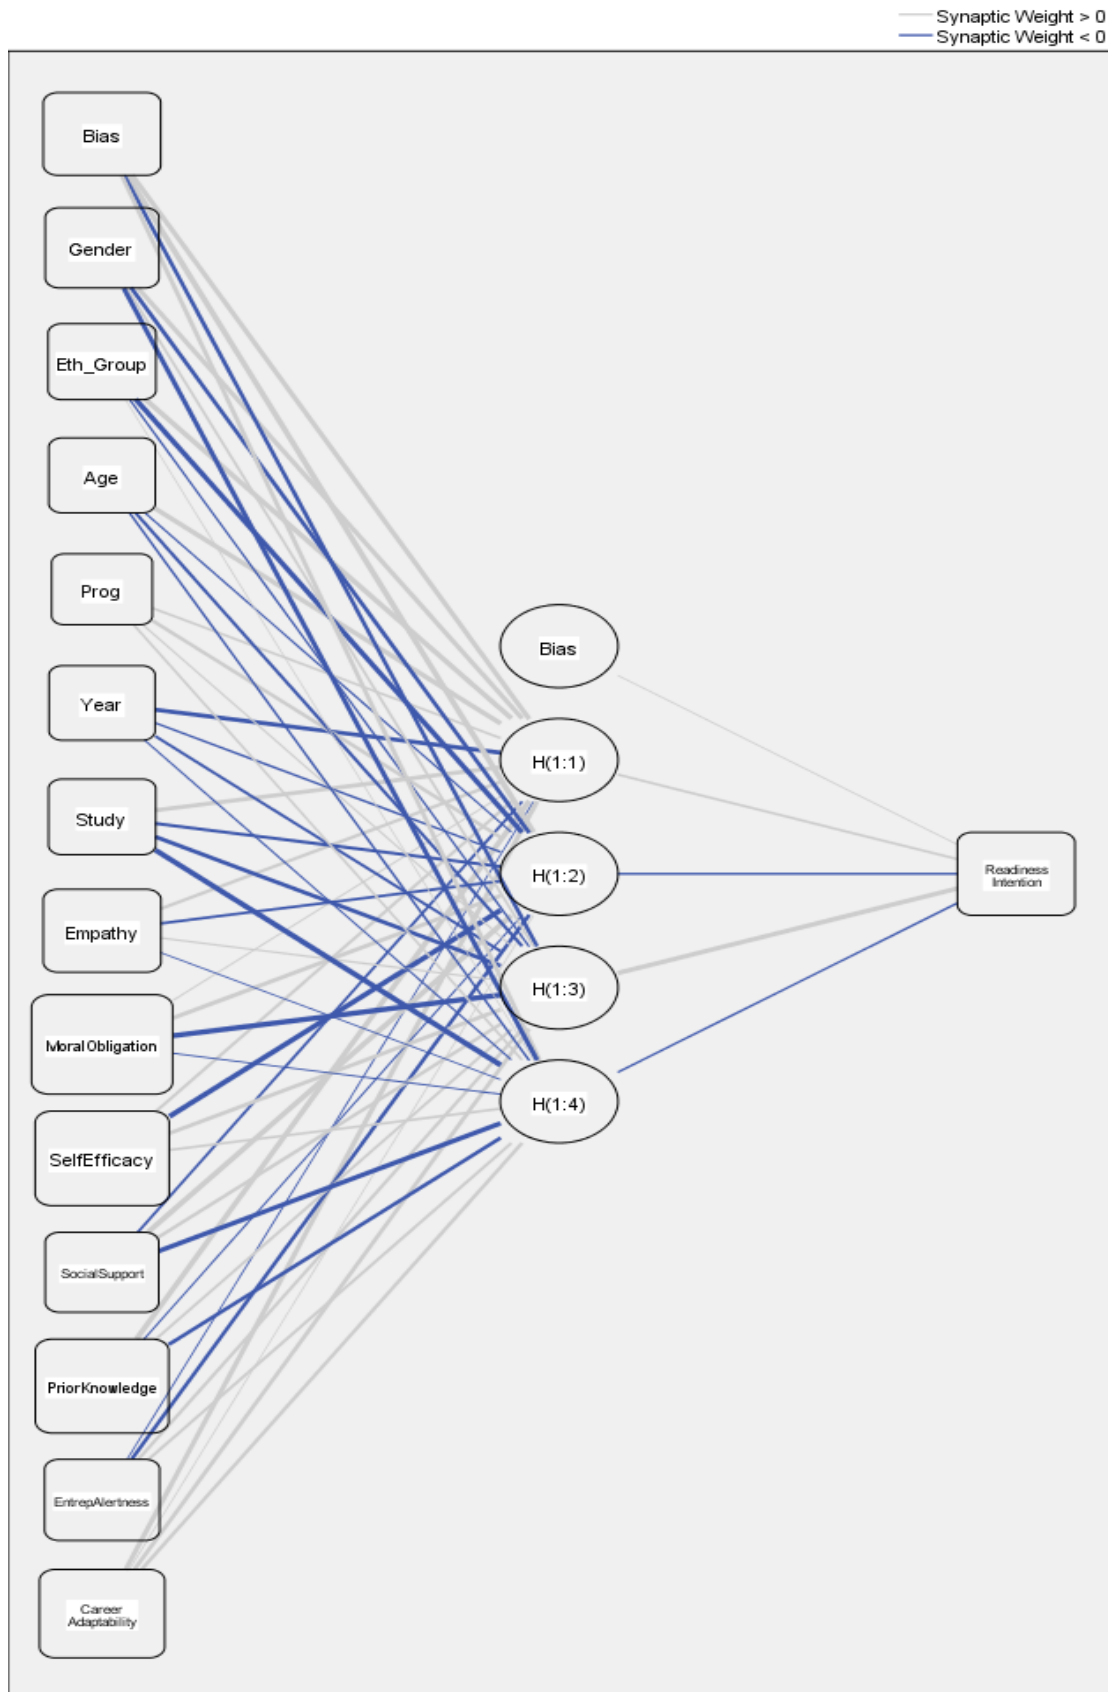 Synaptic Weight > 0
Synaptic Weight < 0
Bias
Gender
Eth_Group
Age
Prog
Year
Study
Empathy
MoralObligation
SelfEfficacy
SocialSupport
PriorKnowledge
EntrepAlertness
Career
Adaptability
Bias
H(1:1)
H(1:2)
H(1:3)
H(1:4)
Readiness
Intention